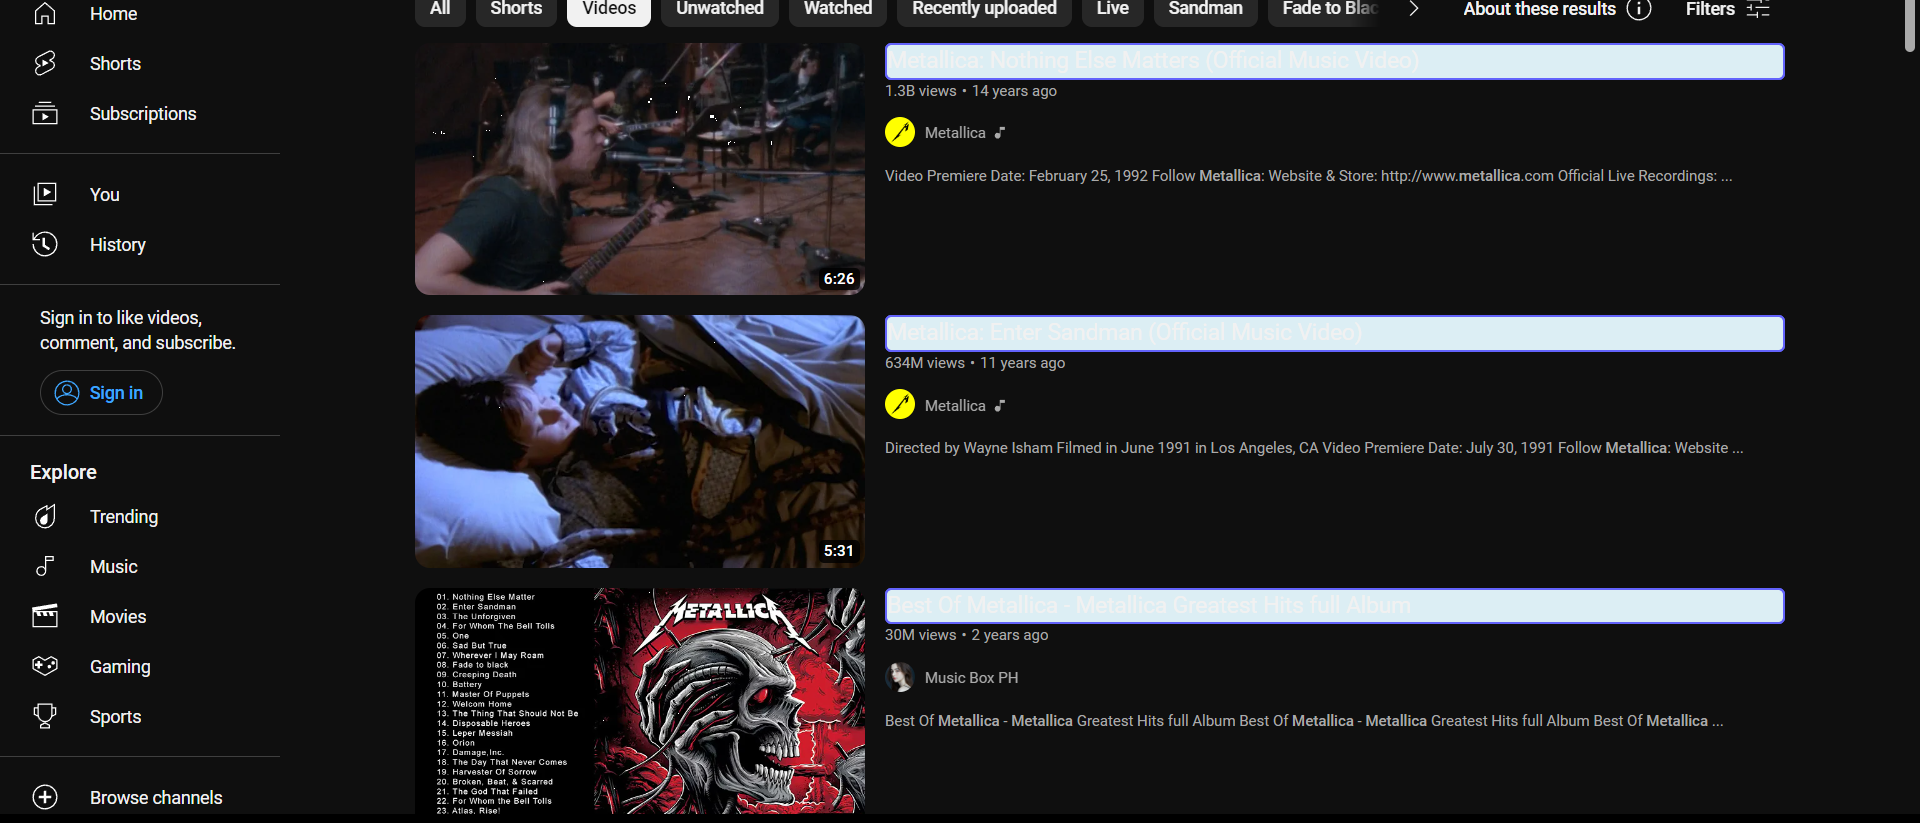 Home
Shorts
Subscriptions
You
History
Sign in to like videos,
comment, and subscribe.
Sign in
Explore
Trending
Music
Movies
Gaming
Sports
Browse channels
All Shorts Videos Unwatched Watched Recently uploaded Live Sandman Fade to Blac About these results Filters
6:26
Metallica: Nothing Else Matters (Official Music Video)
1.3B views • 14 years ago
Metallica
Video Premiere Date: February 25, 1992 Follow Metallica: Website & Store: http://www.metallica.com Official Live Recordings: ...
5:31
Metallica: Enter Sandman (Official Music Video)
634M views • 11 years ago
Metallica
Directed by Wayne Isham Filmed in June 1991 in Los Angeles, CA Video Premiere Date: July 30, 1991 Follow Metallica: Website ...
01. Nothing Else Matter
02. Enter Sandman
03. The Unforgiven
04. For Whom The Bell Tolls
05. One
06. Sad But True
07. Wherever I May Roam
08. Fade to black
09. Creeping Death
10. Battery
11. Master Of Puppets
12. Welcom Home
13. The Thing That Should Not Be
14. Disposable Heroes
15. Leper Messiah
16. Orion
17. Damage,Inc.
18. The Day That Never Comes
19. Harvester Of Sorrow
20. Broken, Beat, & Scarred
21. The God That Failed
22. For Whom the Bell Tolls
23. Atlas, Rise!
METALLICA
Best Of Metallica - Metallica Greatest Hits full Album
30M views • 2 years ago
Music Box PH
Best Of Metallica - Metallica Greatest Hits full Album Best Of Metallica - Metallica Greatest Hits full Album Best Of Metallica ...